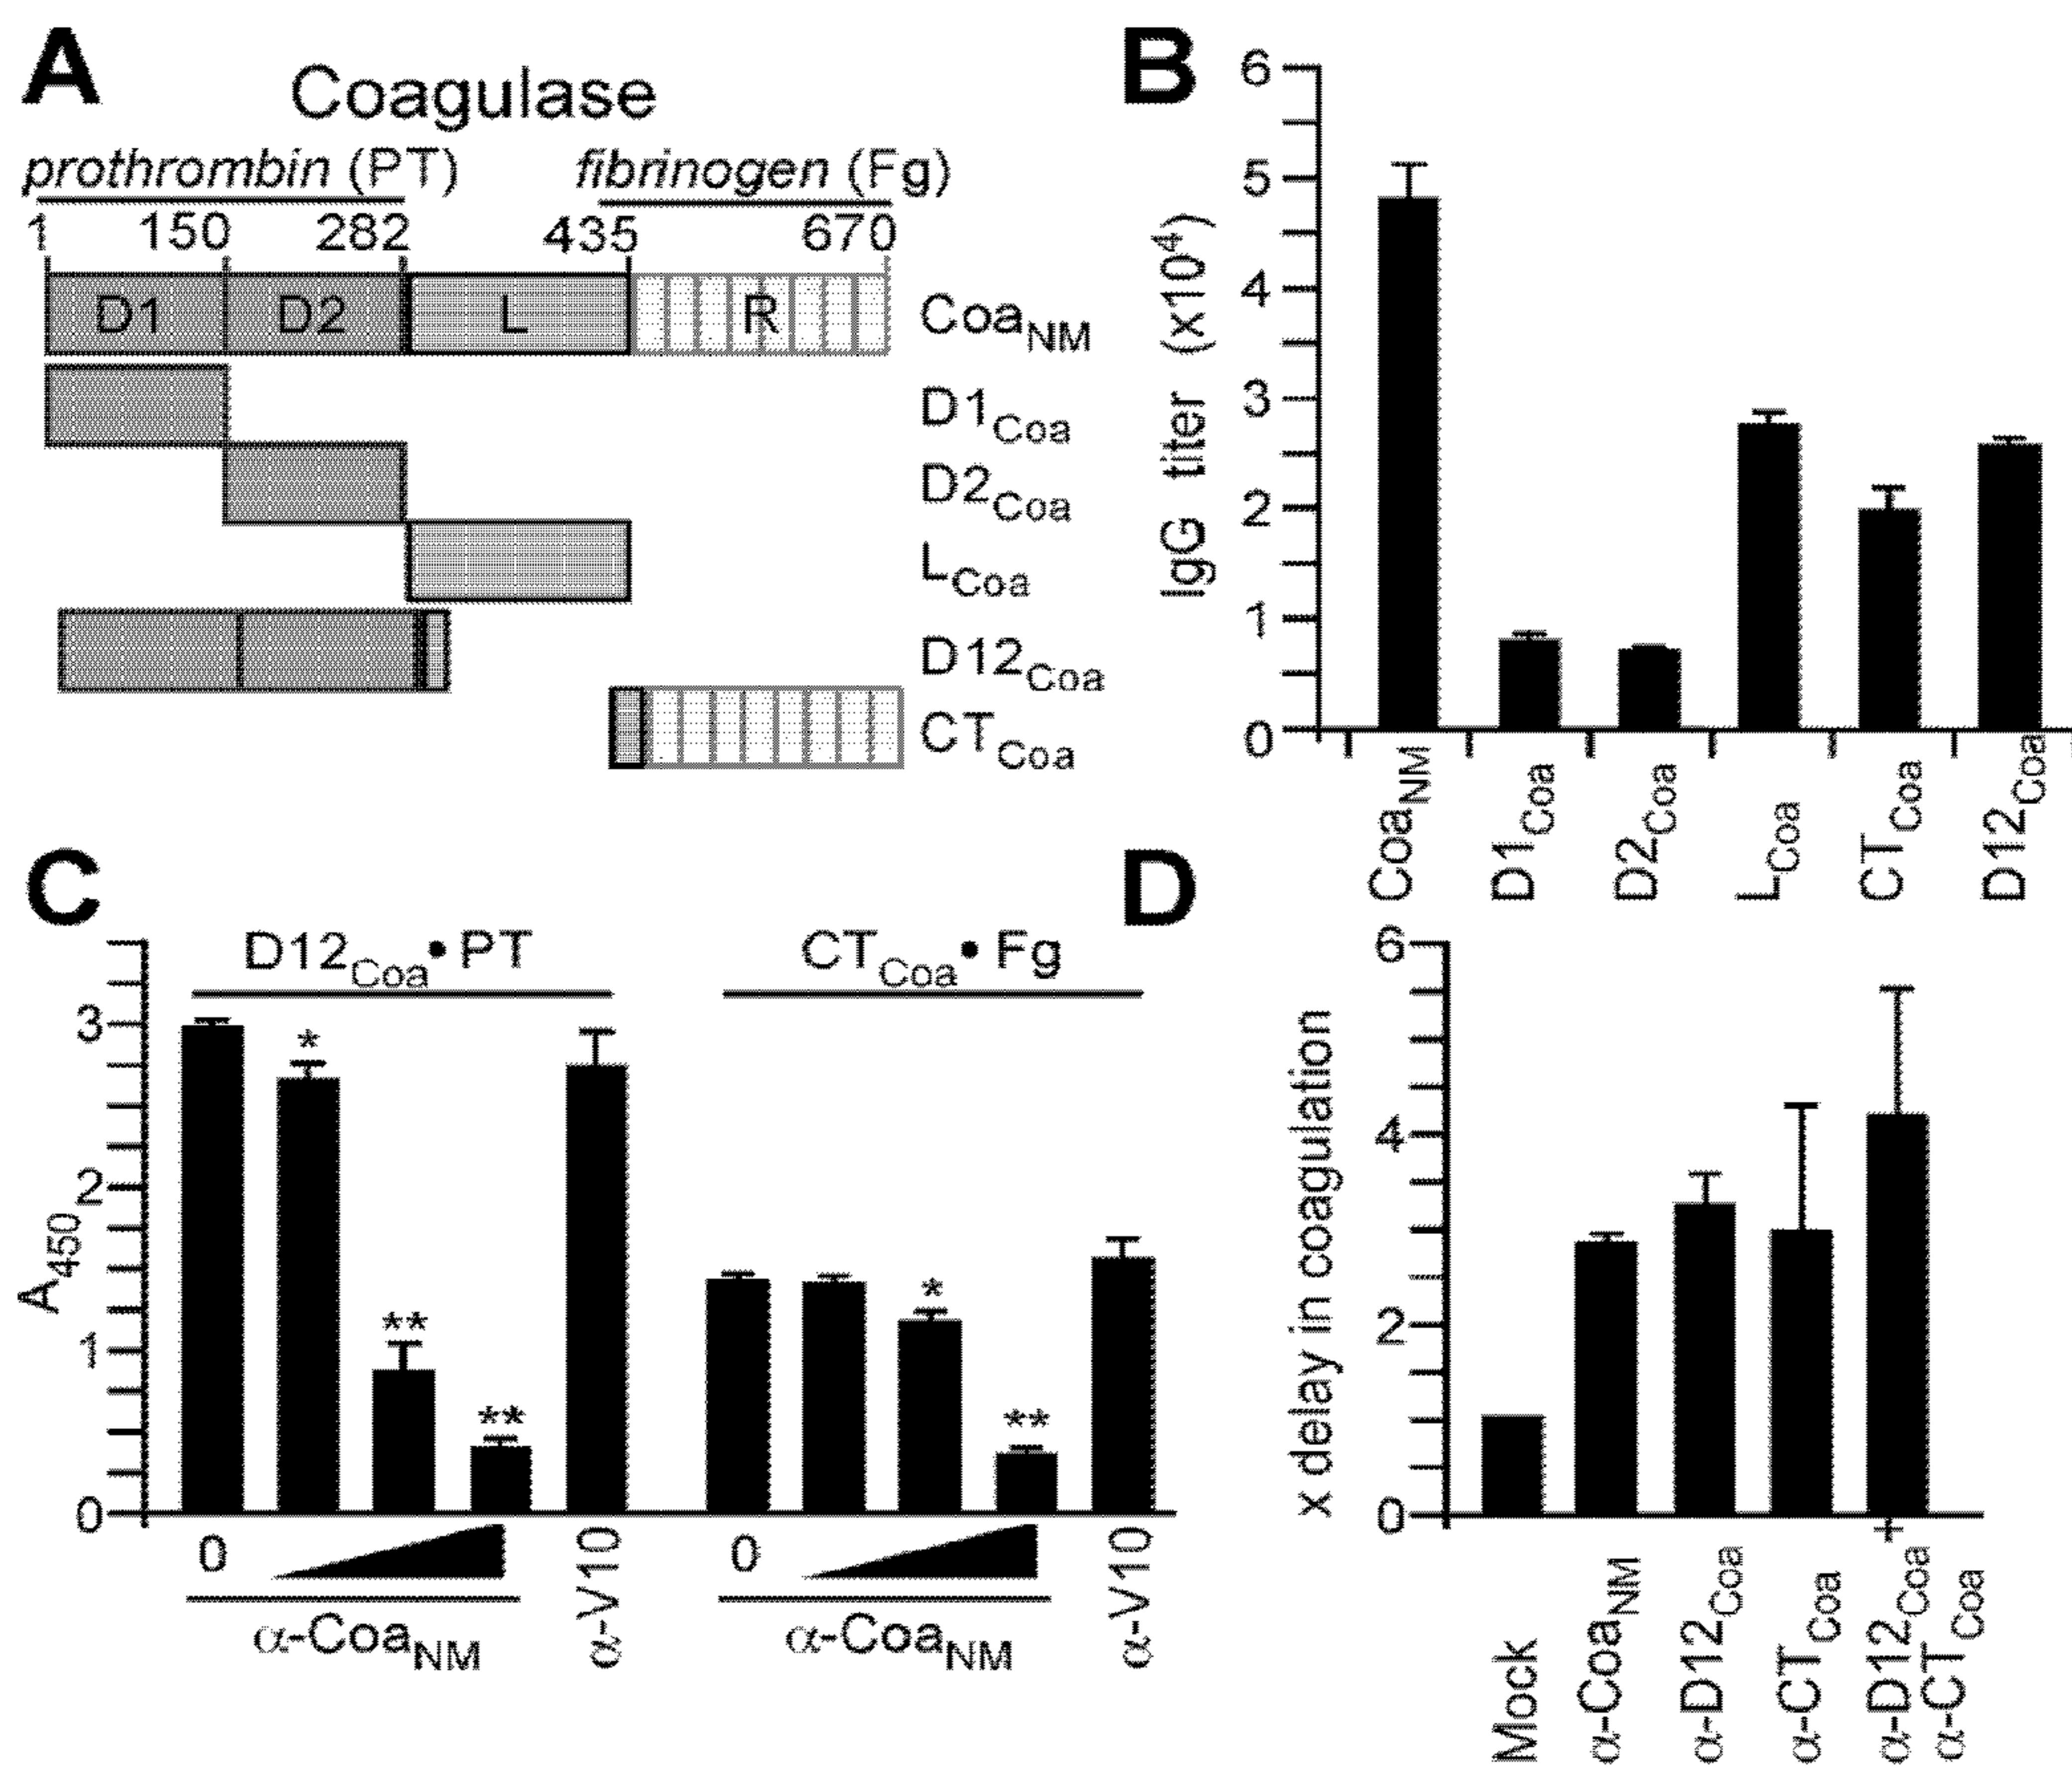 A
Coagulase
prothrombin (PT) fibrinogen (Fg)
1 150 282 435 670
D1 D2 L R CoaNM
D1Coa
D2Coa
LCoa
D12Coa
CTCoa
B
IgG titer (x10⁴)
6
5
4
3
2
1
0
CoaNM D1Coa D2Coa LCoa CTCoa D12Coa
C
D12Coa• PT CTCoa• Fg
A450
3
2
1
0
* ** ** * **
0 α-V10 0 α-V10
α-CoaNM α-CoaNM
D
x delay in coagulation
6
4
2
0
Mock α-CoaNM α-D12Coa α-CTCoa α-D12Coa + α-CTCoa